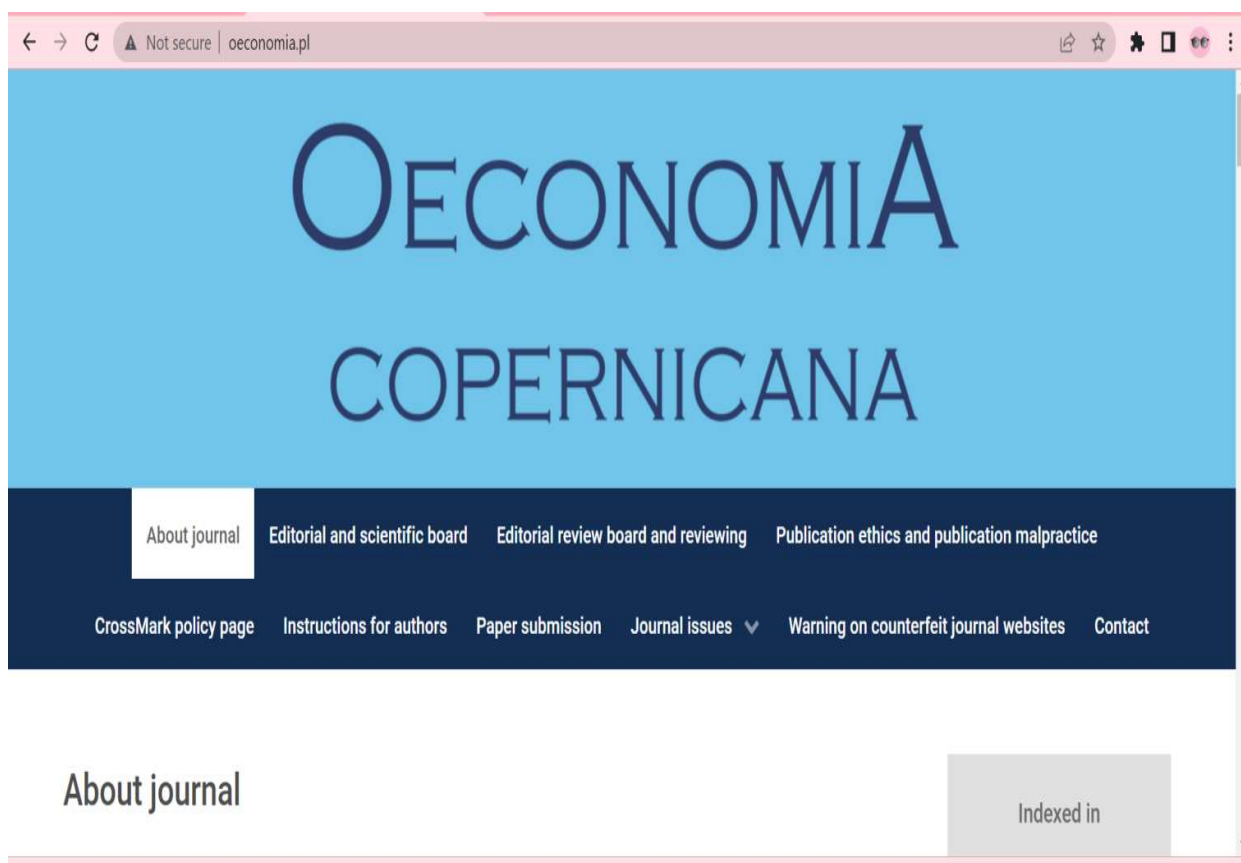 Not secure | oeconomia.pl
OECONOMIA
COPERNICANA
About journal Editorial and scientific board Editorial review board and reviewing Publication ethics and publication malpractice
CrossMark policy page Instructions for authors Paper submission Journal issues Warning on counterfeit journal websites Contact
About journal
Indexed in